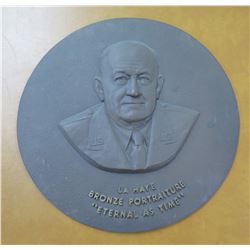 LA HAYE
BRONZE PORTRAITURE
"ETERNAL AS TIME"